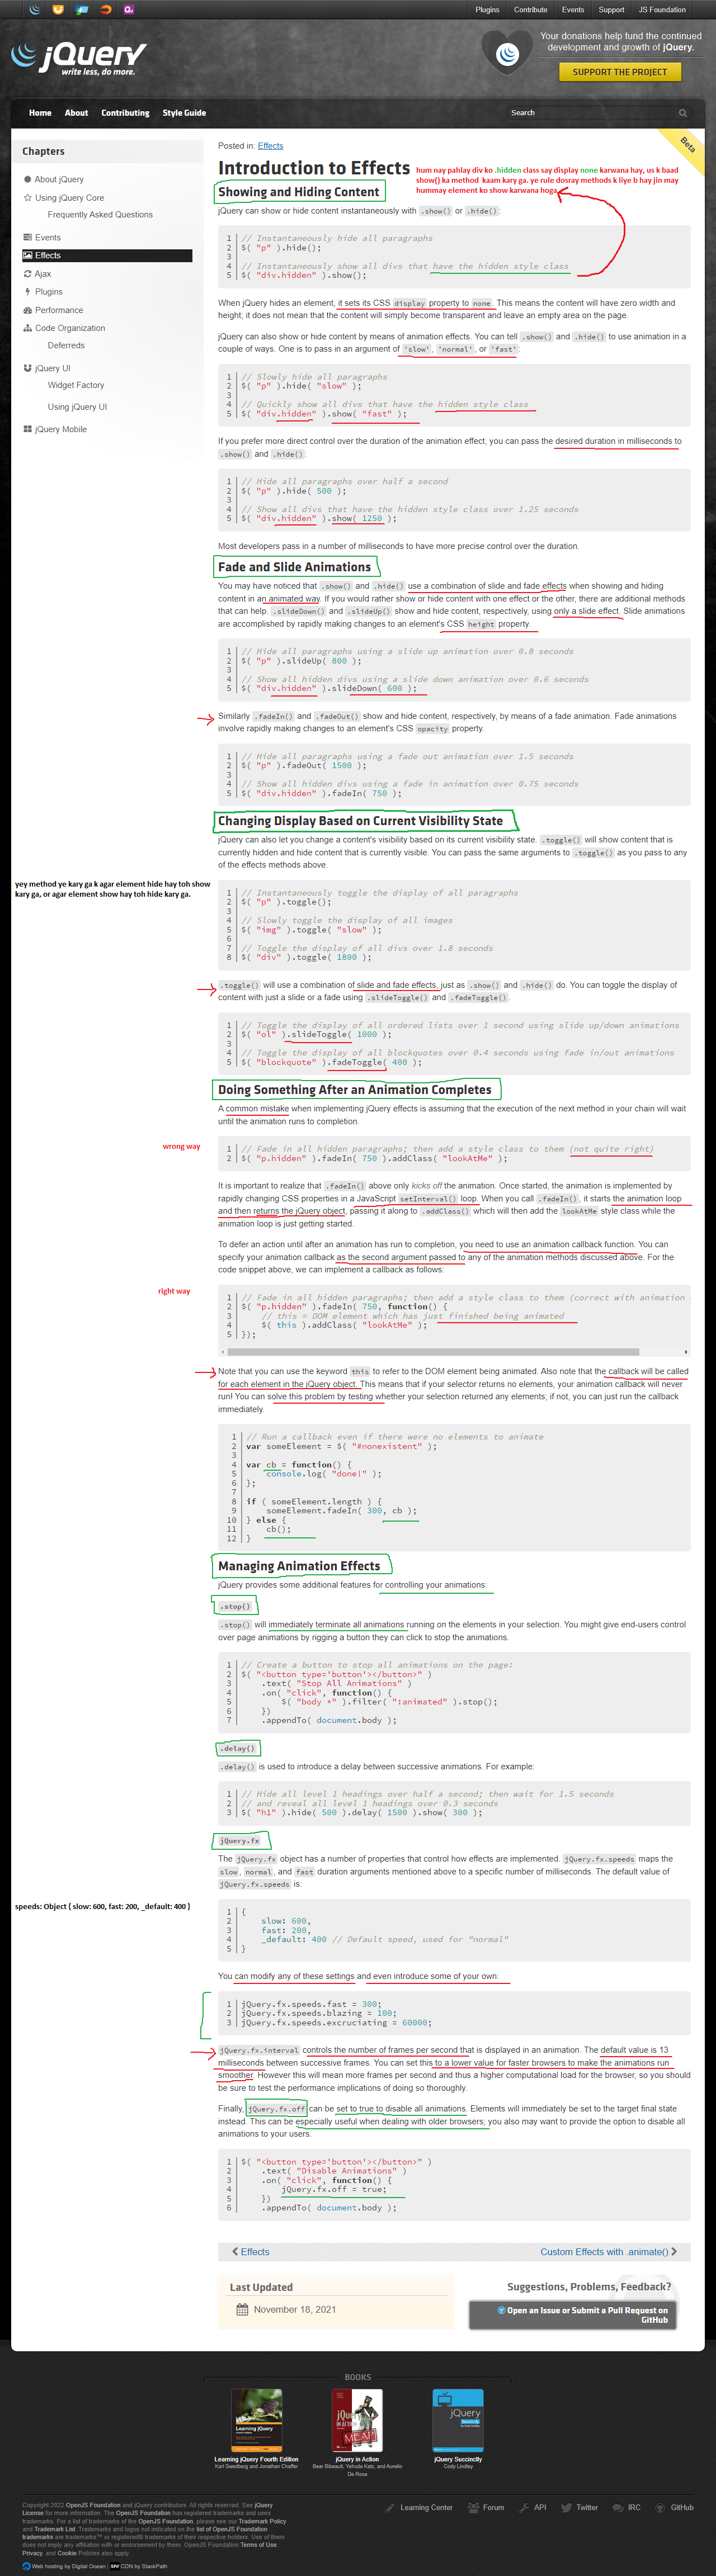 Plugins Contribute Events Support JS Foundation
jQuery
write less, do more.
Your donations help fund the continued
development and growth of jQuery.
SUPPORT THE PROJECT
Home About Contributing Style Guide
Search
Beta
Chapters
About jQuery
Using jQuery Core
Frequently Asked Questions
Events
Effects
Ajax
Plugins
Performance
Code Organization
Deferreds
jQuery UI
Widget Factory
Using jQuery UI
jQuery Mobile
Posted in: Effects
Introduction to Effects
hum nay pahlay div ko .hidden class say display none karwana hay, us k baad
show() ka method kaam kary ga. ye rule dosray methods k liye b hay jin may
hummay element ko show karwana hoga.
Showing and Hiding Content
jQuery can show or hide content instantaneously with .show() or .hide():
1 // Instantaneously hide all paragraphs
2 $( "p" ).hide();
3
4 // Instantaneously show all divs that have the hidden style class
5 $( "div.hidden" ).show();
When jQuery hides an element, it sets its CSS display property to none. This means the content will have zero width and
height; it does not mean that the content will simply become transparent and leave an empty area on the page.
jQuery can also show or hide content by means of animation effects. You can tell .show() and .hide() to use animation in a
couple of ways. One is to pass in an argument of 'slow', 'normal', or 'fast':
1 // Slowly hide all paragraphs
2 $( "p" ).hide( "slow" );
3
4 // Quickly show all divs that have the hidden style class
5 $( "div.hidden" ).show( "fast" );
If you prefer more direct control over the duration of the animation effect, you can pass the desired duration in milliseconds to
.show() and .hide():
1 // Hide all paragraphs over half a second
2 $( "p" ).hide( 500 );
3
4 // Show all divs that have the hidden style class over 1.25 seconds
5 $( "div.hidden" ).show( 1250 );
Most developers pass in a number of milliseconds to have more precise control over the duration.
Fade and Slide Animations
You may have noticed that .show() and .hide() use a combination of slide and fade effects when showing and hiding
content in an animated way. If you would rather show or hide content with one effect or the other, there are additional methods
that can help. .slideDown() and .slideUp() show and hide content, respectively, using only a slide effect. Slide animations
are accomplished by rapidly making changes to an element's CSS height property.
1 // Hide all paragraphs using a slide up animation over 0.8 seconds
2 $( "p" ).slideUp( 800 );
3
4 // Show all hidden divs using a slide down animation over 0.6 seconds
5 $( "div.hidden" ).slideDown( 600 );
Similarly .fadeIn() and .fadeOut() show and hide content, respectively, by means of a fade animation. Fade animations
involve rapidly making changes to an element's CSS opacity property.
1 // Hide all paragraphs using a fade out animation over 1.5 seconds
2 $( "p" ).fadeOut( 1500 );
3
4 // Show all hidden divs using a fade in animation over 0.75 seconds
5 $( "div.hidden" ).fadeIn( 750 );
Changing Display Based on Current Visibility State
jQuery can also let you change a content's visibility based on its current visibility state. .toggle() will show content that is
currently hidden and hide content that is currently visible. You can pass the same arguments to .toggle() as you pass to any
of the effects methods above.
yey method ye kary ga k agar element hide hay toh show
kary ga, or agar element show hay toh hide kary ga.
1 // Instantaneously toggle the display of all paragraphs
2 $( "p" ).toggle();
3
4 // Slowly toggle the display of all images
5 $( "img" ).toggle( "slow" );
6
7 // Toggle the display of all divs over 1.8 seconds
8 $( "div" ).toggle( 1800 );
.toggle() will use a combination of slide and fade effects, just as .show() and .hide() do. You can toggle the display of
content with just a slide or a fade using .slideToggle() and .fadeToggle().
1 // Toggle the display of all ordered lists over 1 second using slide up/down animations
2 $( "ol" ).slideToggle( 1000 );
3
4 // Toggle the display of all blockquotes over 0.4 seconds using fade in/out animations
5 $( "blockquote" ).fadeToggle( 400 );
Doing Something After an Animation Completes
A common mistake when implementing jQuery effects is assuming that the execution of the next method in your chain will wait
until the animation runs to completion.
wrong way
1 // Fade in all hidden paragraphs; then add a style class to them (not quite right)
2 $( "p.hidden" ).fadeIn( 750 ).addClass( "lookAtMe" );
It is important to realize that .fadeIn() above only kicks off the animation. Once started, the animation is implemented by
rapidly changing CSS properties in a JavaScript setInterval() loop. When you call .fadeIn(), it starts the animation loop
and then returns the jQuery object, passing it along to .addClass() which will then add the lookAtMe style class while the
animation loop is just getting started.
To defer an action until after an animation has run to completion, you need to use an animation callback function. You can
specify your animation callback as the second argument passed to any of the animation methods discussed above. For the
code snippet above, we can implement a callback as follows:
right way
1 // Fade in all hidden paragraphs; then add a style class to them (correct with animation
2 $( "p.hidden" ).fadeIn( 750, function() {
3 // this = DOM element which has just finished being animated
4 $( this ).addClass( "lookAtMe" );
5 });
Note that you can use the keyword this to refer to the DOM element being animated. Also note that the callback will be called
for each element in the jQuery object. This means that if your selector returns no elements, your animation callback will never
run! You can solve this problem by testing whether your selection returned any elements; if not, you can just run the callback
immediately.
1 // Run a callback even if there were no elements to animate
2 var someElement = $( "#nonexistent" );
3
4 var cb = function() {
5 console.log( "done!" );
6 };
7
8 if ( someElement.length ) {
9 someElement.fadeIn( 300, cb );
10 } else {
11 cb();
12 }
Managing Animation Effects
jQuery provides some additional features for controlling your animations:
.stop()
.stop() will immediately terminate all animations running on the elements in your selection. You might give end-users control
over page animations by rigging a button they can click to stop the animations.
1 // Create a button to stop all animations on the page:
2 $( "<button type='button'></button>" )
3 .text( "Stop All Animations" )
4 .on( "click", function() {
5 $( "body *" ).filter( ":animated" ).stop();
6 })
7 .appendTo( document.body );
.delay()
.delay() is used to introduce a delay between successive animations. For example:
1 // Hide all level 1 headings over half a second; then wait for 1.5 seconds
2 // and reveal all level 1 headings over 0.3 seconds
3 $( "h1" ).hide( 500 ).delay( 1500 ).show( 300 );
jQuery.fx
The jQuery.fx object has a number of properties that control how effects are implemented. jQuery.fx.speeds maps the
slow, normal, and fast duration arguments mentioned above to a specific number of milliseconds. The default value of
jQuery.fx.speeds is:
speeds: Object { slow: 600, fast: 200, _default: 400 }
1 {
2 slow: 600,
3 fast: 200,
4 _default: 400 // Default speed, used for "normal"
5 }
You can modify any of these settings and even introduce some of your own:
1 jQuery.fx.speeds.fast = 300;
2 jQuery.fx.speeds.blazing = 100;
3 jQuery.fx.speeds.excruciating = 60000;
jQuery.fx.interval controls the number of frames per second that is displayed in an animation. The default value is 13
milliseconds between successive frames. You can set this to a lower value for faster browsers to make the animations run
smoother. However this will mean more frames per second and thus a higher computational load for the browser, so you should
be sure to test the performance implications of doing so thoroughly.
Finally, jQuery.fx.off can be set to true to disable all animations. Elements will immediately be set to the target final state
instead. This can be especially useful when dealing with older browsers; you also may want to provide the option to disable all
animations to your users.
1 $( "<button type='button'></button>" )
2 .text( "Disable Animations" )
3 .on( "click", function() {
4 jQuery.fx.off = true;
5 })
6 .appendTo( document.body );
Effects
Custom Effects with .animate()
Last Updated
November 18, 2021
Suggestions, Problems, Feedback?
Open an Issue or Submit a Pull Request on
GitHub
BOOKS
Learning jQuery Fourth Edition
Karl Swedberg and Jonathan Chaffer
jQuery in Action
Bear Bibeault, Yehuda Katz, and Aurelio
De Rosa
jQuery Succinctly
Cody Lindley
Copyright 2022 OpenJS Foundation and jQuery contributors. All rights reserved. See jQuery
License for more information. The OpenJS Foundation has registered trademarks and uses
trademarks. For a list of trademarks of the OpenJS Foundation, please see our Trademark Policy
and Trademark List. Trademarks and logos not indicated on the list of OpenJS Foundation
trademarks are trademarks™ or registered® trademarks of their respective holders. Use of them
does not imply any affiliation with or endorsement by them. OpenJS Foundation Terms of Use,
Privacy, and Cookie Policies also apply.
Web hosting by Digital Ocean | CDN by StackPath
Learning Center Forum API Twitter IRC GitHub